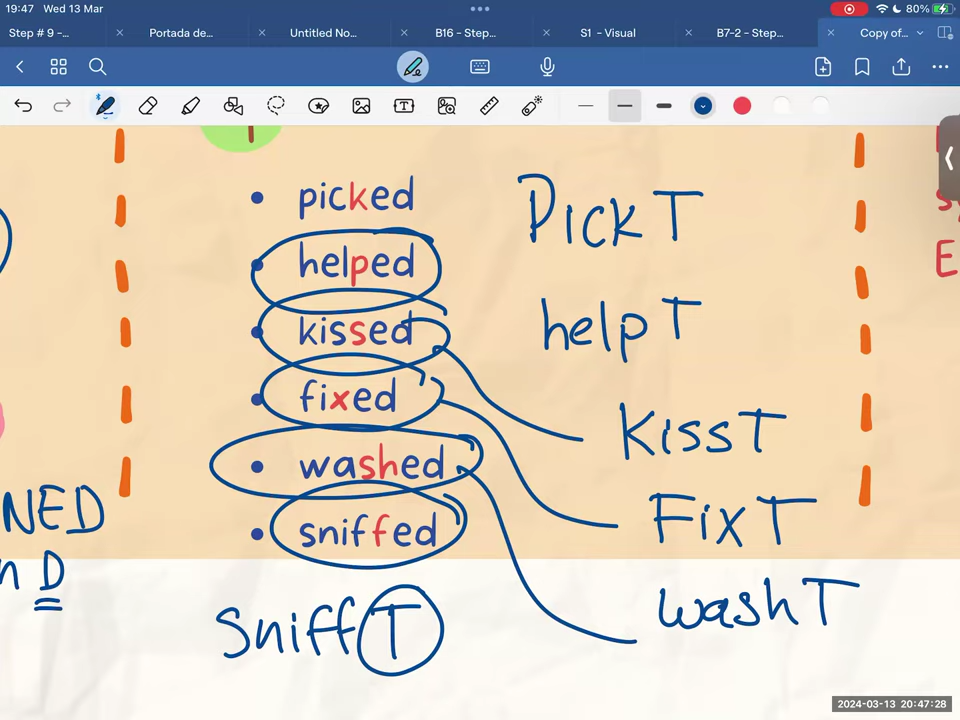 19:47 Wed 13 Mar
80%
Step # 9 -...
Portada de...
Untitled No...
B16 - Step...
S1 - Visual
B7-2 - Step...
Copy of...
• picked
PickT
• helped
helpT
• kissed
KissT
• fixed
FixT
• washed
washT
• sniffed
SniffT
NED
n D
E
2024-03-13 20:47:28